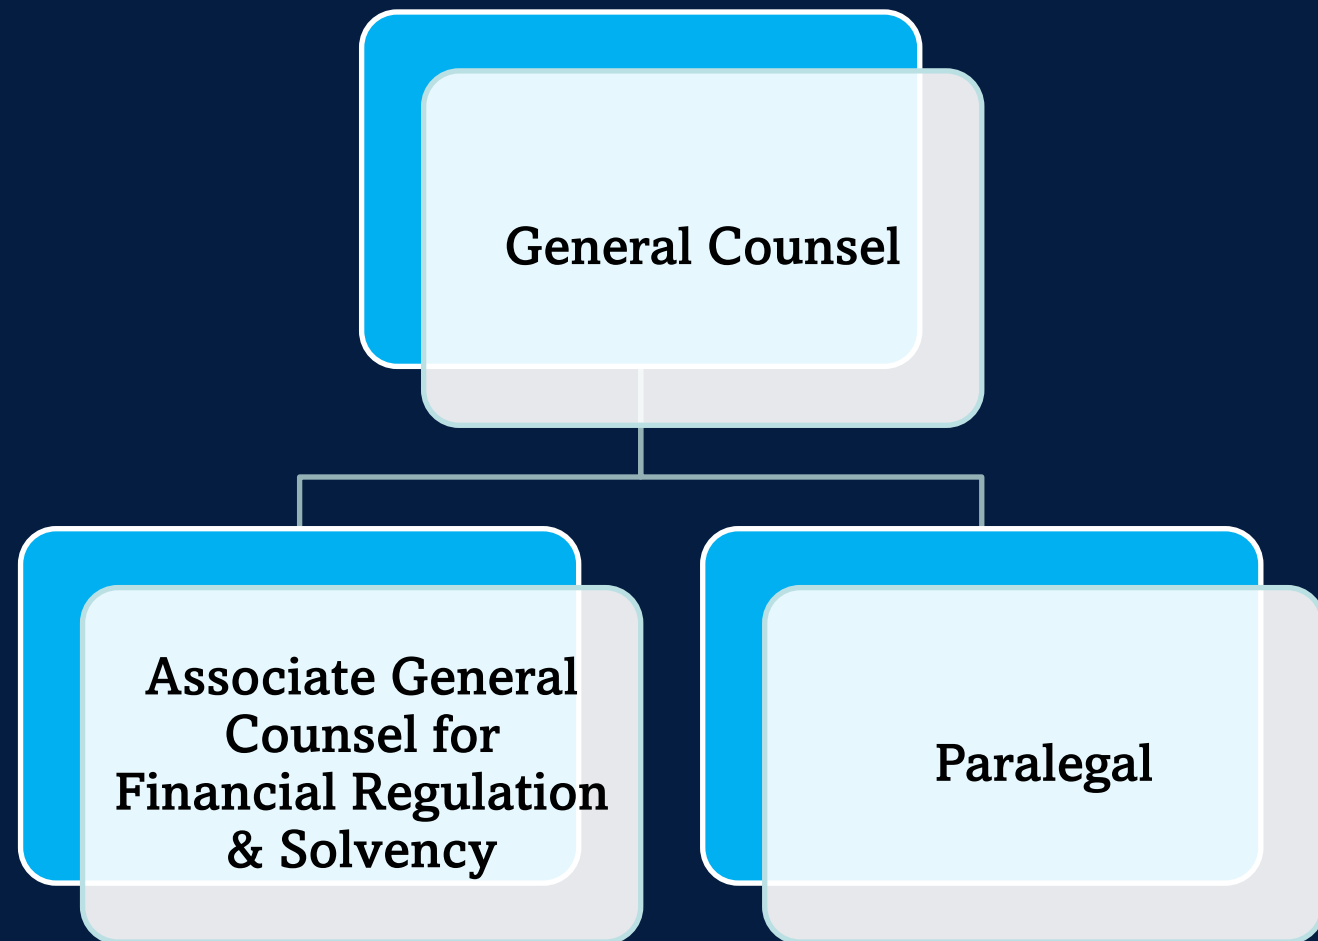 General Counsel
Associate General
Counsel for
Financial Regulation
& Solvency
Paralegal